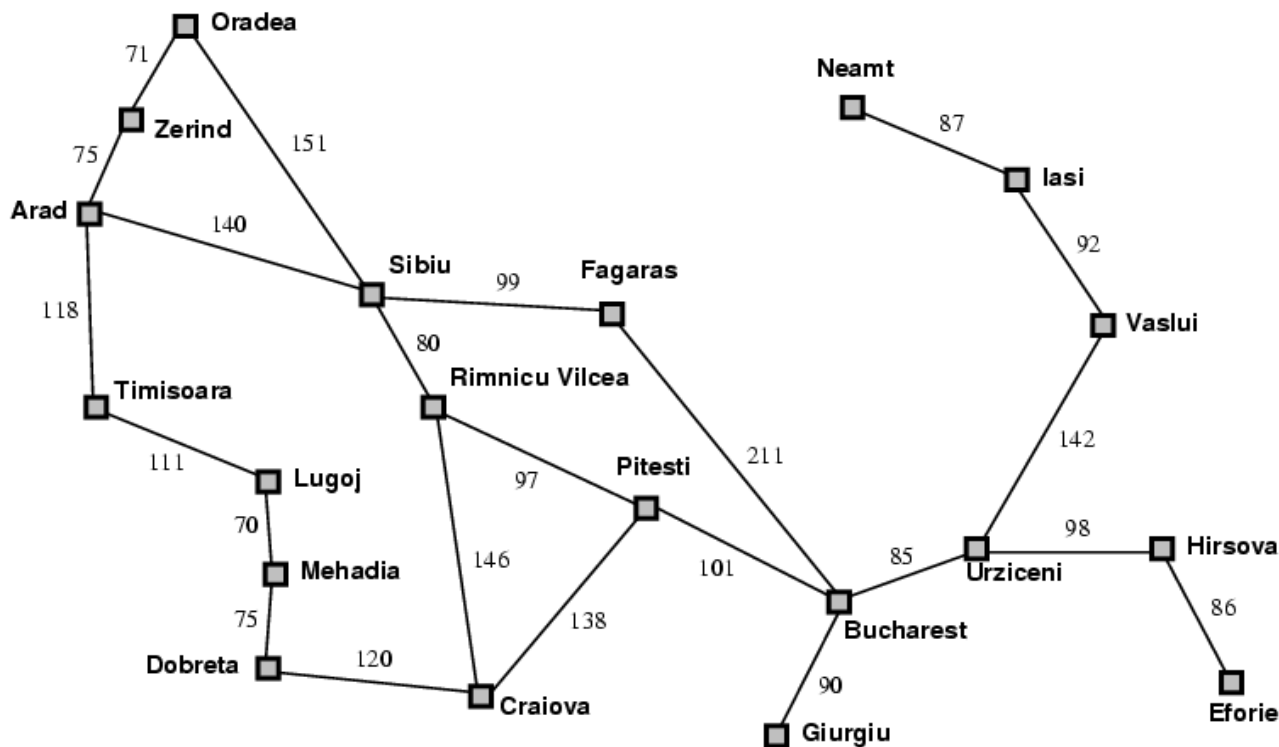 Oradea
71
Neamt
87
Zerind
151
75
Iasi
Arad
140
92
Sibiu
Fagaras
99
118
Vaslui
80
Rimnicu Vilcea
Timisoara
142
211
111
Lugoj
97
Pitesti
70
98
Hirsova
146
101
85
Urziceni
Mehadia
75
138
86
Bucharest
Dobreta
120
90
Craiova
Eforie
Giurgiu